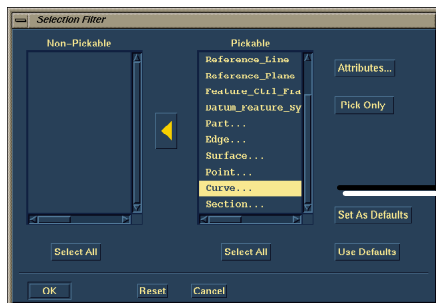 Selection Filter
Non-Pickable
Pickable
Reference_Line
Reference_Plane
Feature_Ctrl_Fra
Datum_Feature_Sy
Part...
Edge...
Surface...
Point...
Curve...
Section...
Attributes...
Pick Only
Set As Defaults
Select All
Select All
Use Defaults
OK
Reset
Cancel